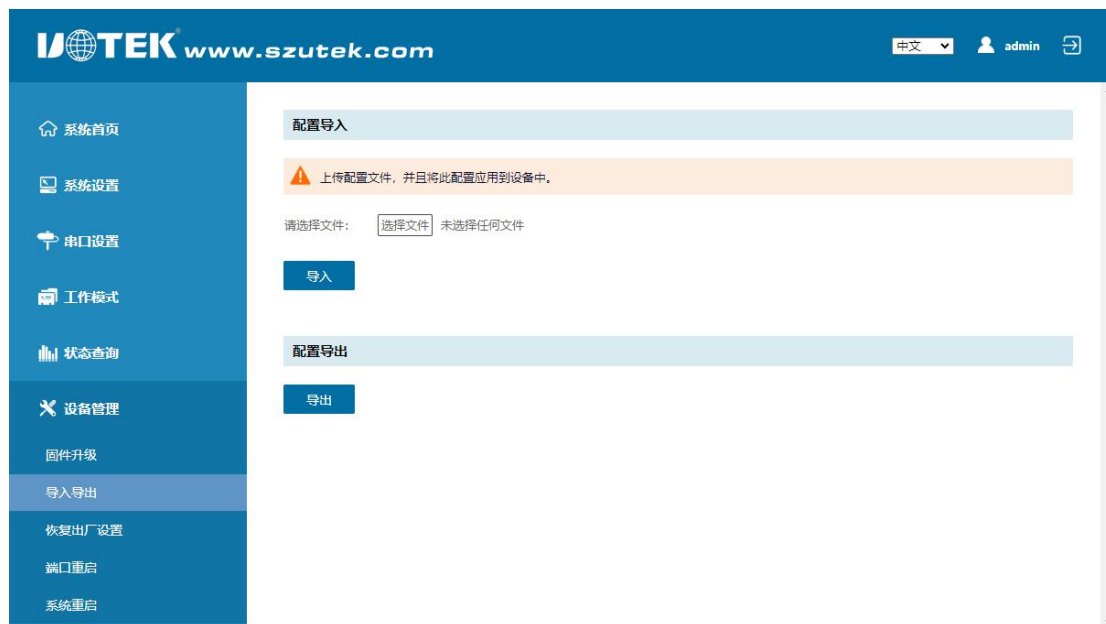 UTEK® www.szutek.com
中文
admin
系统首页
系统设置
串口设置
工作模式
状态查询
设备管理
固件升级
导入导出
恢复出厂设置
端口重启
系统重启
配置导入
上传配置文件，并且将此配置应用到设备中。
请选择文件： 选择文件 未选择任何文件
导入
配置导出
导出